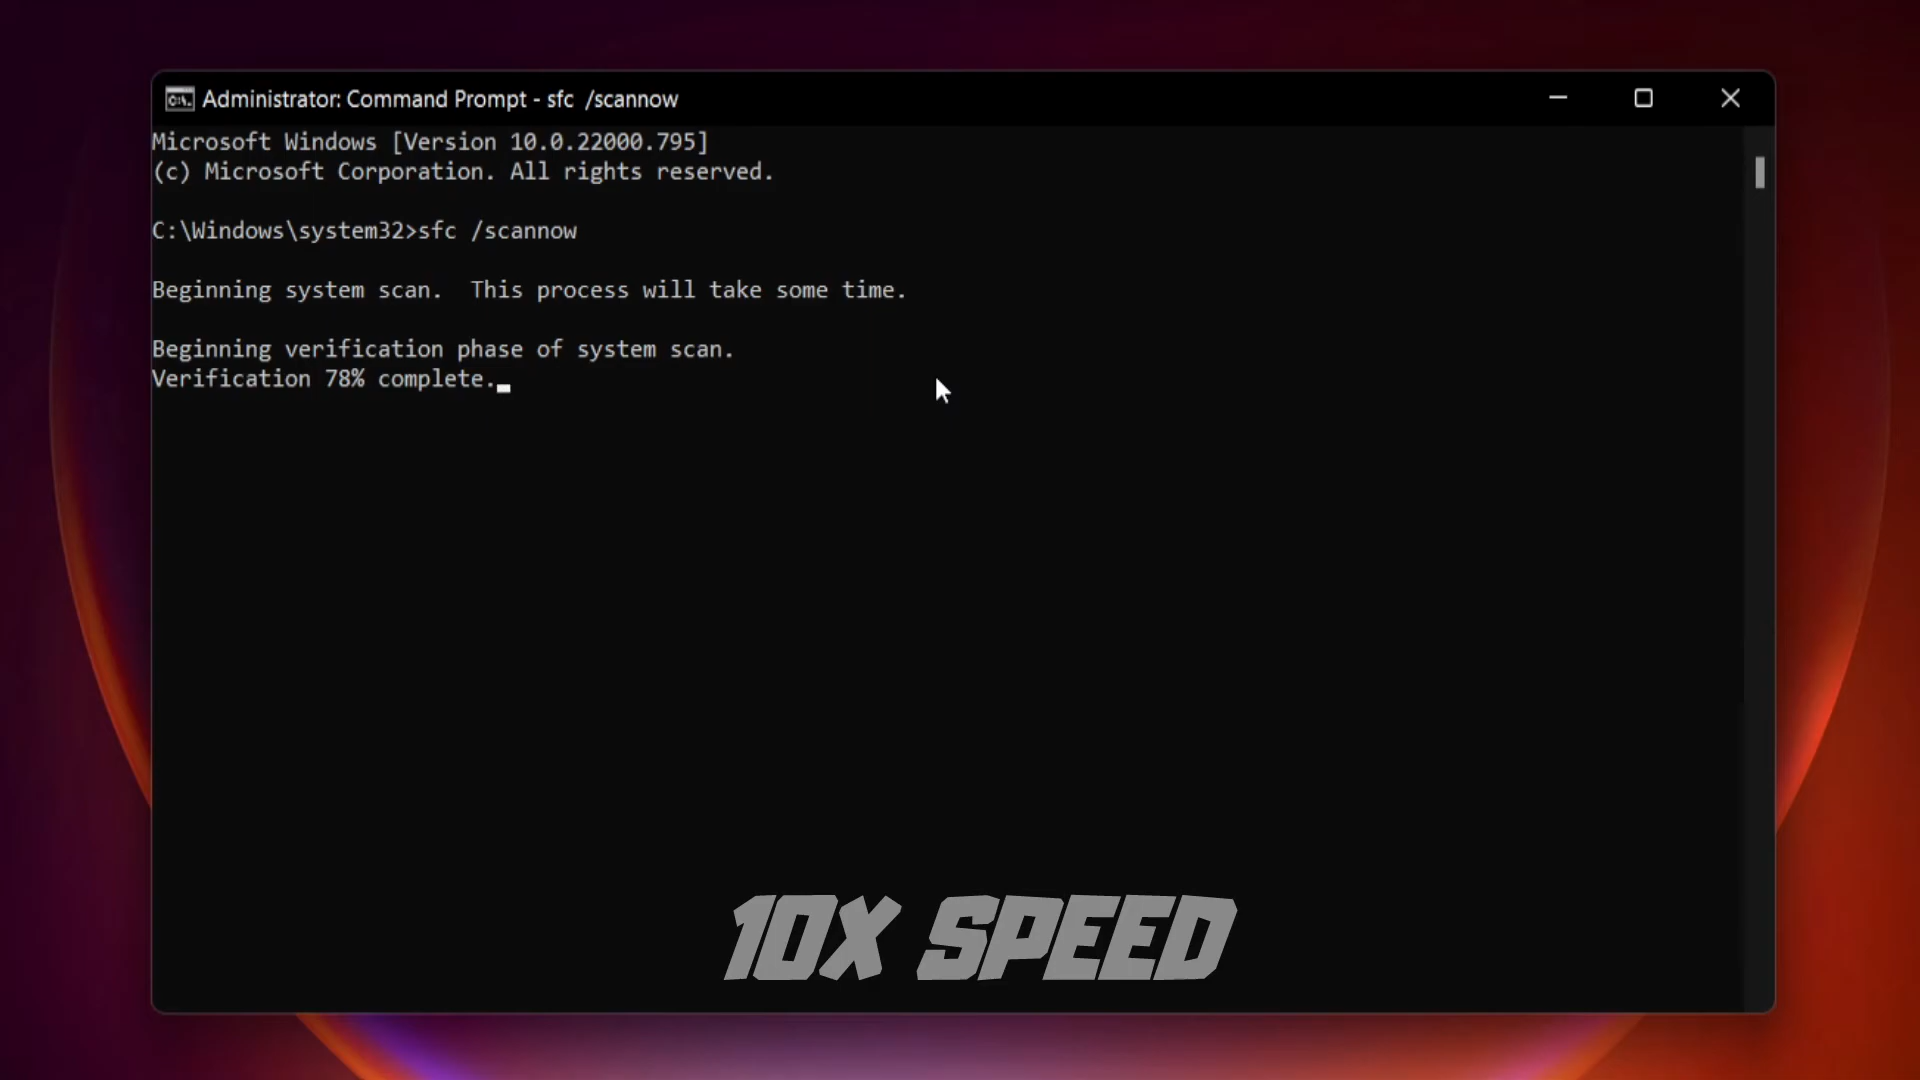 Administrator: Command Prompt - sfc  /scannow
Microsoft Windows [Version 10.0.22000.795]
(c) Microsoft Corporation. All rights reserved.
C:\Windows\system32>sfc /scannow
Beginning system scan.  This process will take some time.
Beginning verification phase of system scan.
Verification 78% complete.
10X SPEED